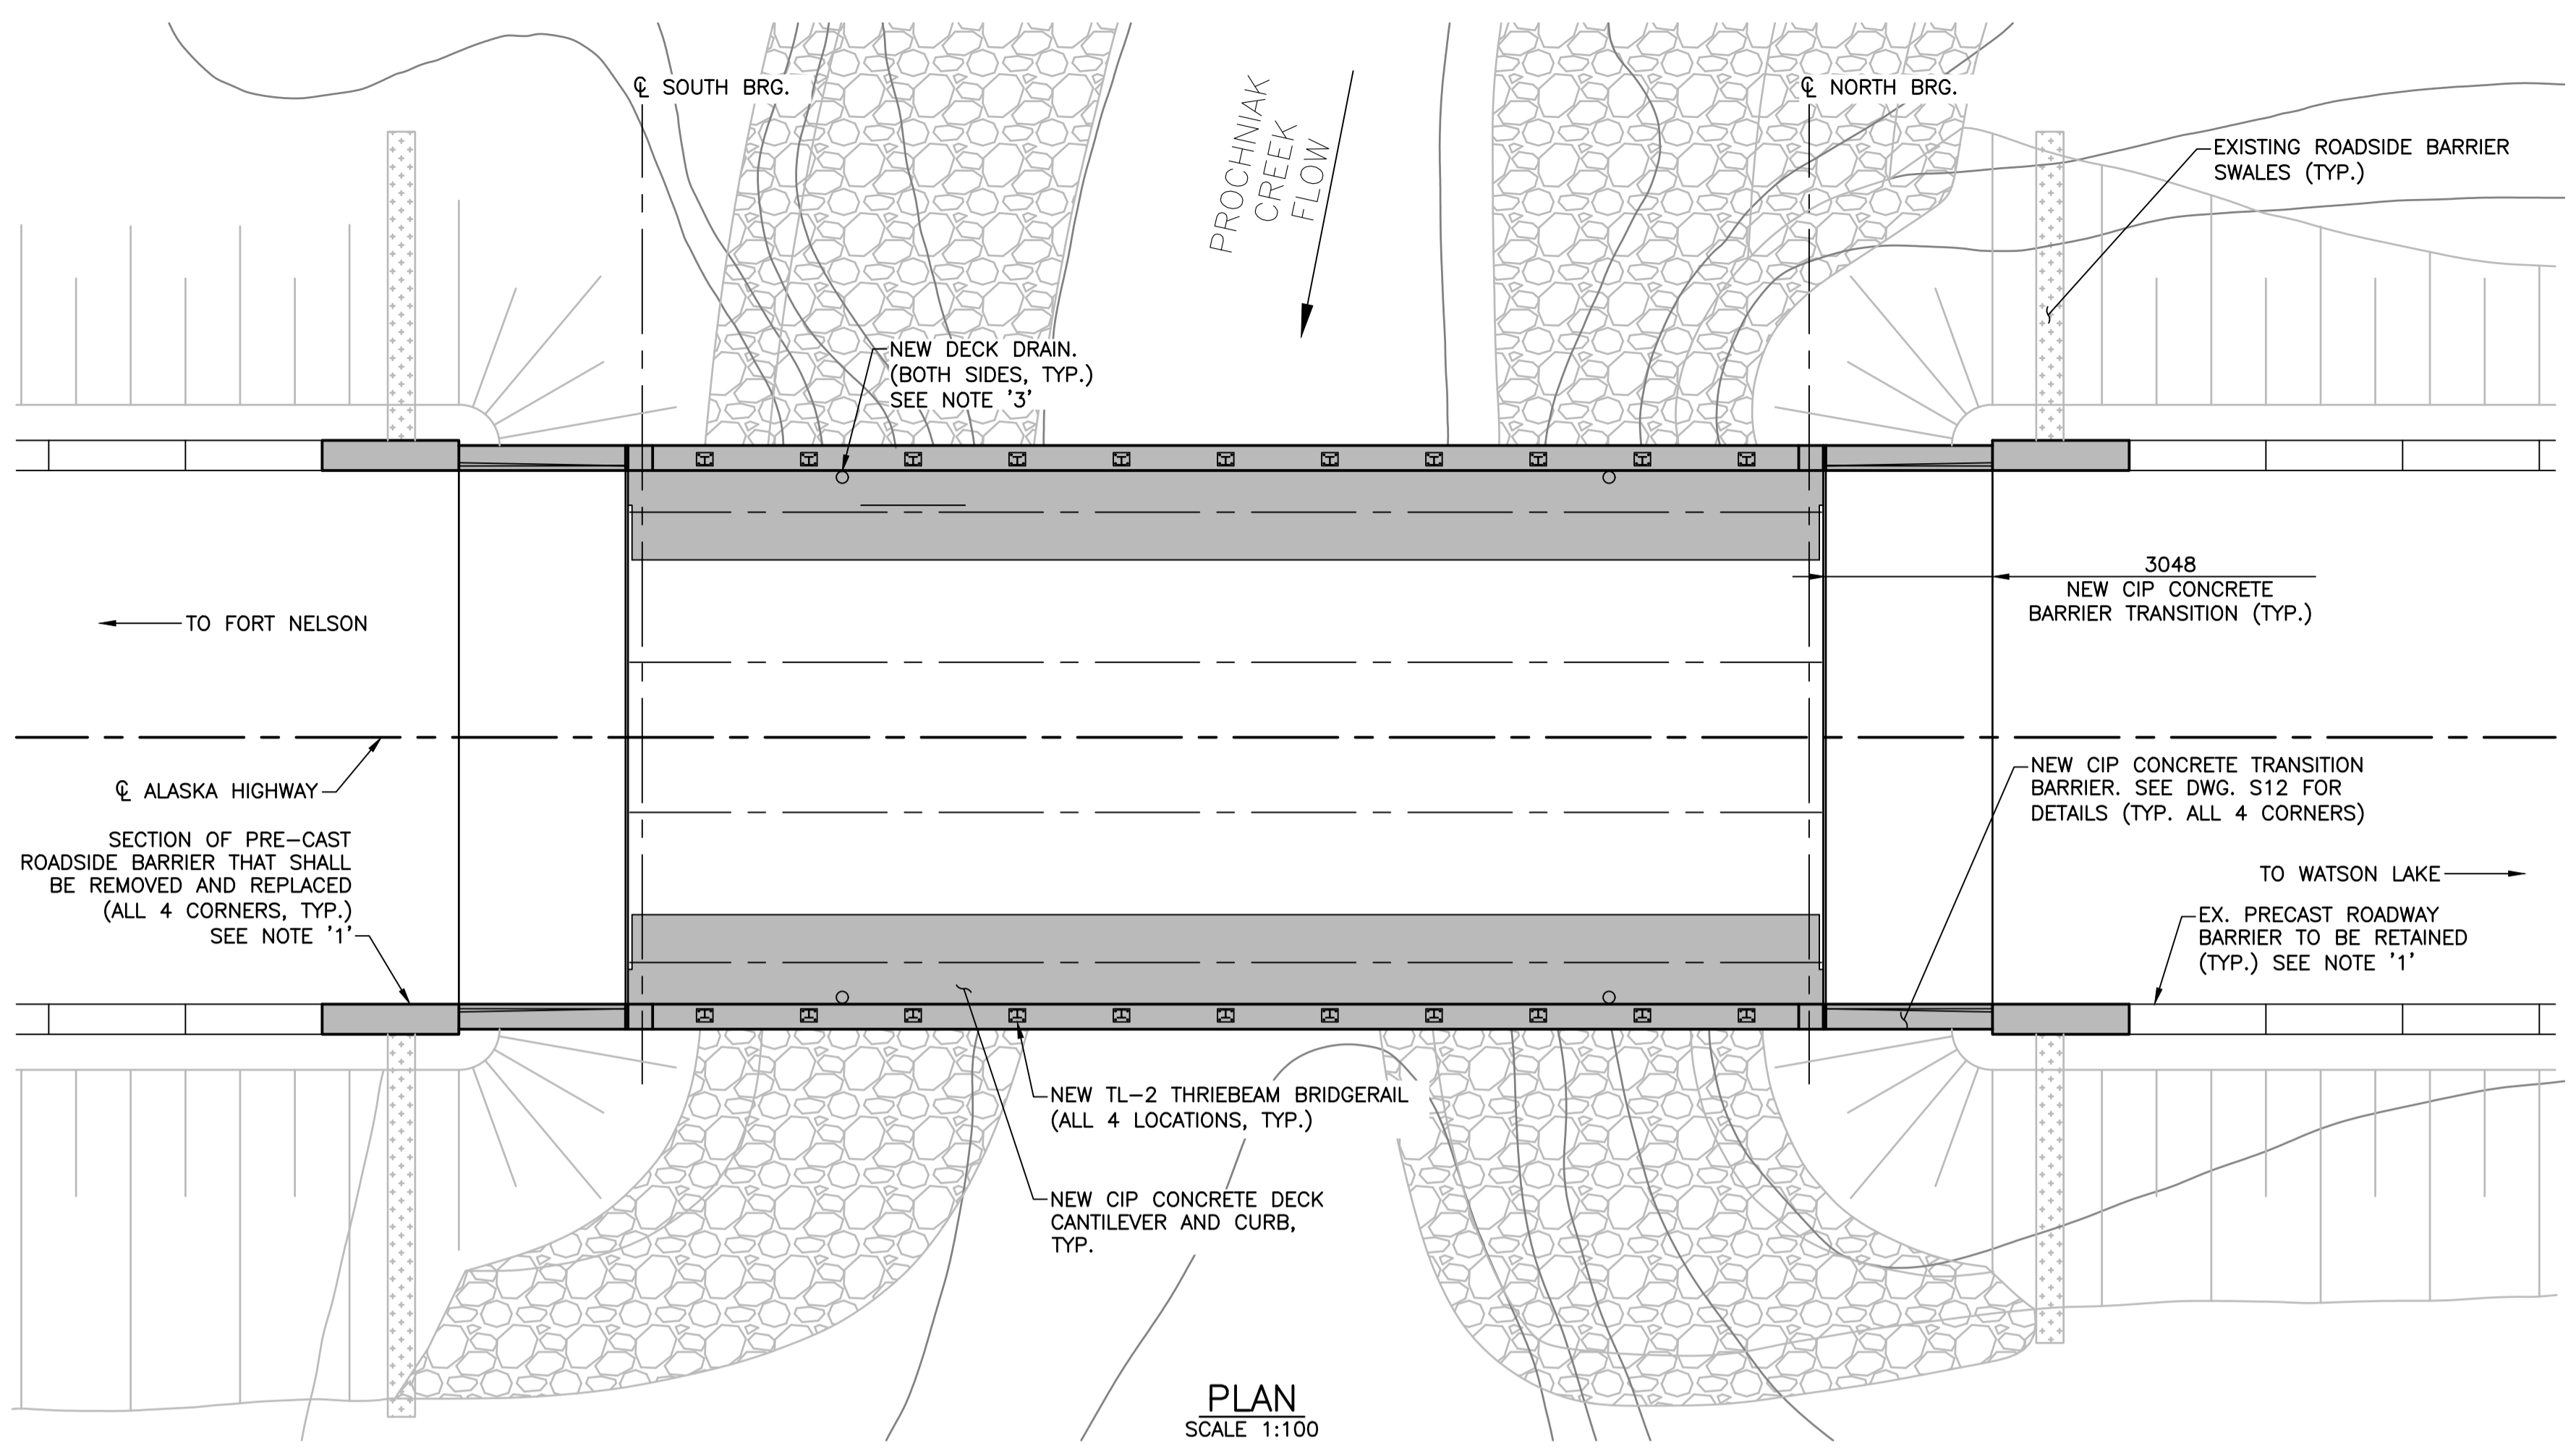 ℄ SOUTH BRG.
PROCHNIAK
CREEK
FLOW
℄ NORTH BRG.
EXISTING ROADSIDE BARRIER
SWALES (TYP.)
NEW DECK DRAIN.
(BOTH SIDES, TYP.)
SEE NOTE '3'
3048
NEW CIP CONCRETE
BARRIER TRANSITION (TYP.)
TO FORT NELSON
℄ ALASKA HIGHWAY
NEW CIP CONCRETE TRANSITION
BARRIER. SEE DWG. S12 FOR
DETAILS (TYP. ALL 4 CORNERS)
SECTION OF PRE-CAST
ROADSIDE BARRIER THAT SHALL
BE REMOVED AND REPLACED
(ALL 4 CORNERS, TYP.)
SEE NOTE '1'
TO WATSON LAKE
EX. PRECAST ROADWAY
BARRIER TO BE RETAINED
(TYP.) SEE NOTE '1'
NEW TL-2 THRIEBEAM BRIDGERAIL
(ALL 4 LOCATIONS, TYP.)
NEW CIP CONCRETE DECK
CANTILEVER AND CURB,
TYP.
PLAN
SCALE 1:100